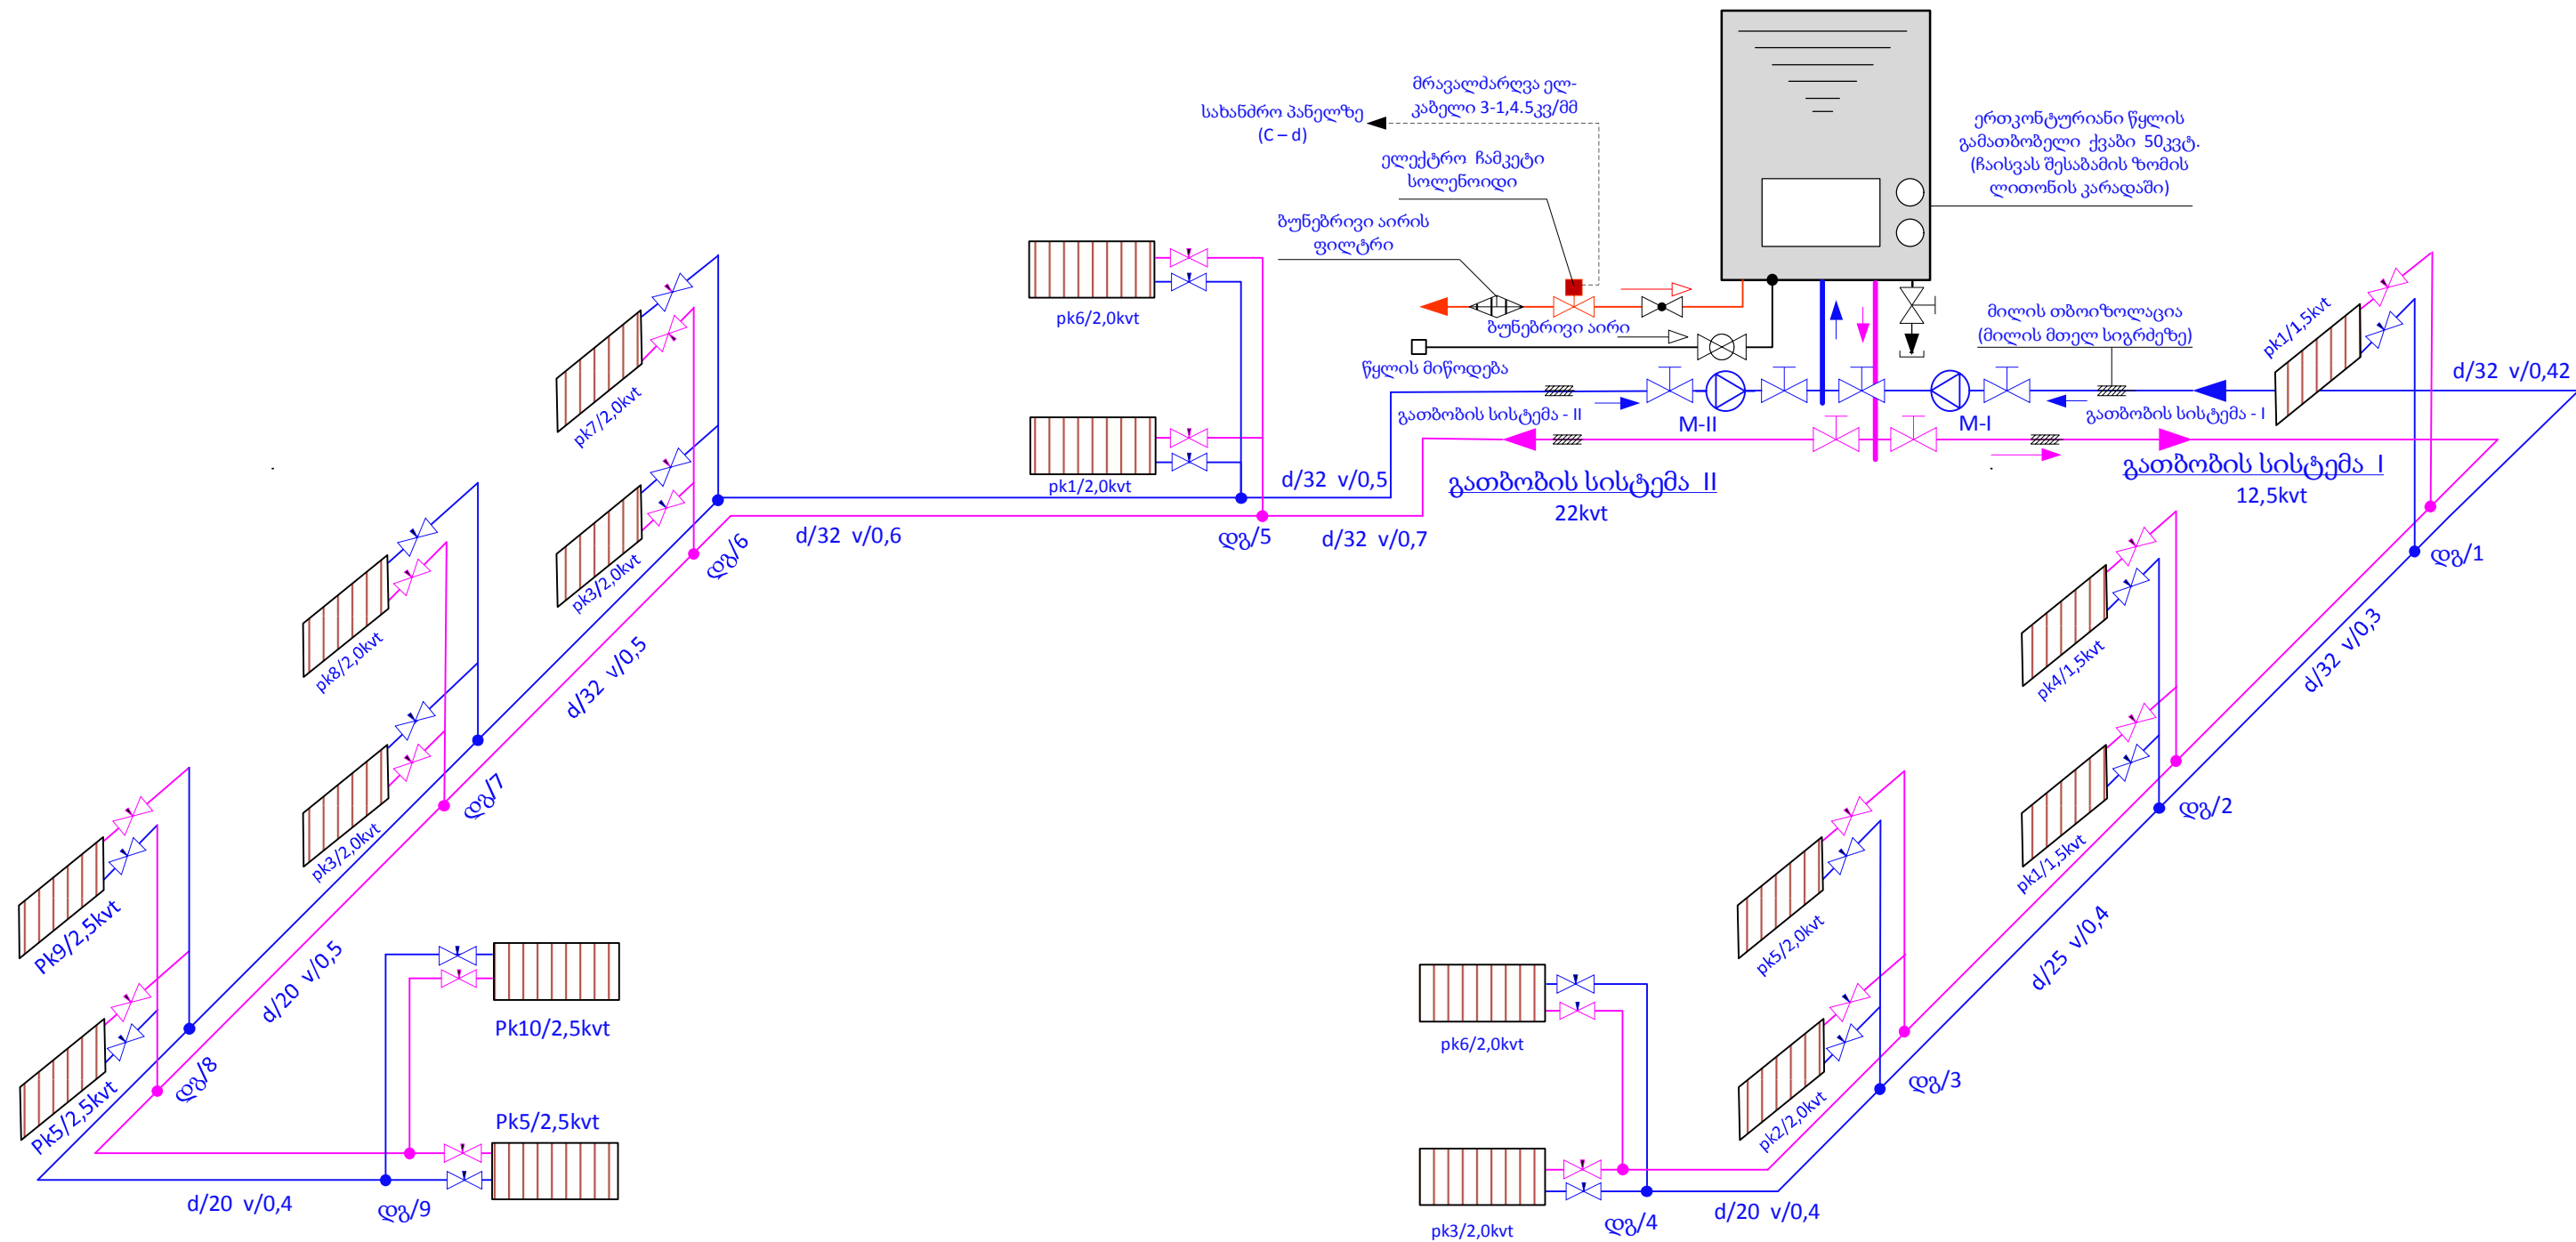 მრავალძარღვა ელ-
კაბელი 3-1,4.5კვ/მმ
სახანძრო პანელზე
(C – d)
ელექტრო ჩამკეტი
სოლენოიდი
ბუნებრივი აირის
ფილტრი
ბუნებრივი აირი
წყლის მიწოდება
ერთკონტურიანი წყლის
გამათბობელი ქვაბი 50კვტ.
(ჩაისვას შესაბამის ზომის
ლითონის კარადაში)
მილის თბოიზოლაცია
(მილის მთელ სიგრძეზე)
გათბობის სისტემა - II
M-II
M-I
გათბობის სისტემა - I
გათბობის სისტემა II
22kvt
გათბობის სისტემა I
12,5kvt
pk1/1,5kvt
d/32 v/0,42
pk6/2,0kvt
pk1/2,0kvt
d/32 v/0,5
d/32 v/0,7
დგ/5
d/32 v/0,6
pk7/2,0kvt
pk3/2,0kvt
დგ/6
d/32 v/0,5
pk8/2,0kvt
pk3/2,0kvt
დგ/7
d/20 v/0,5
Pk9/2,5kvt
Pk5/2,5kvt
დგ/8
Pk10/2,5kvt
Pk5/2,5kvt
d/20 v/0,4
დგ/9
დგ/1
d/32 v/0,3
pk4/1,5kvt
pk1/1,5kvt
დგ/2
d/25 v/0,4
pk5/2,0kvt
pk2/2,0kvt
დგ/3
pk6/2,0kvt
pk3/2,0kvt
დგ/4
d/20 v/0,4